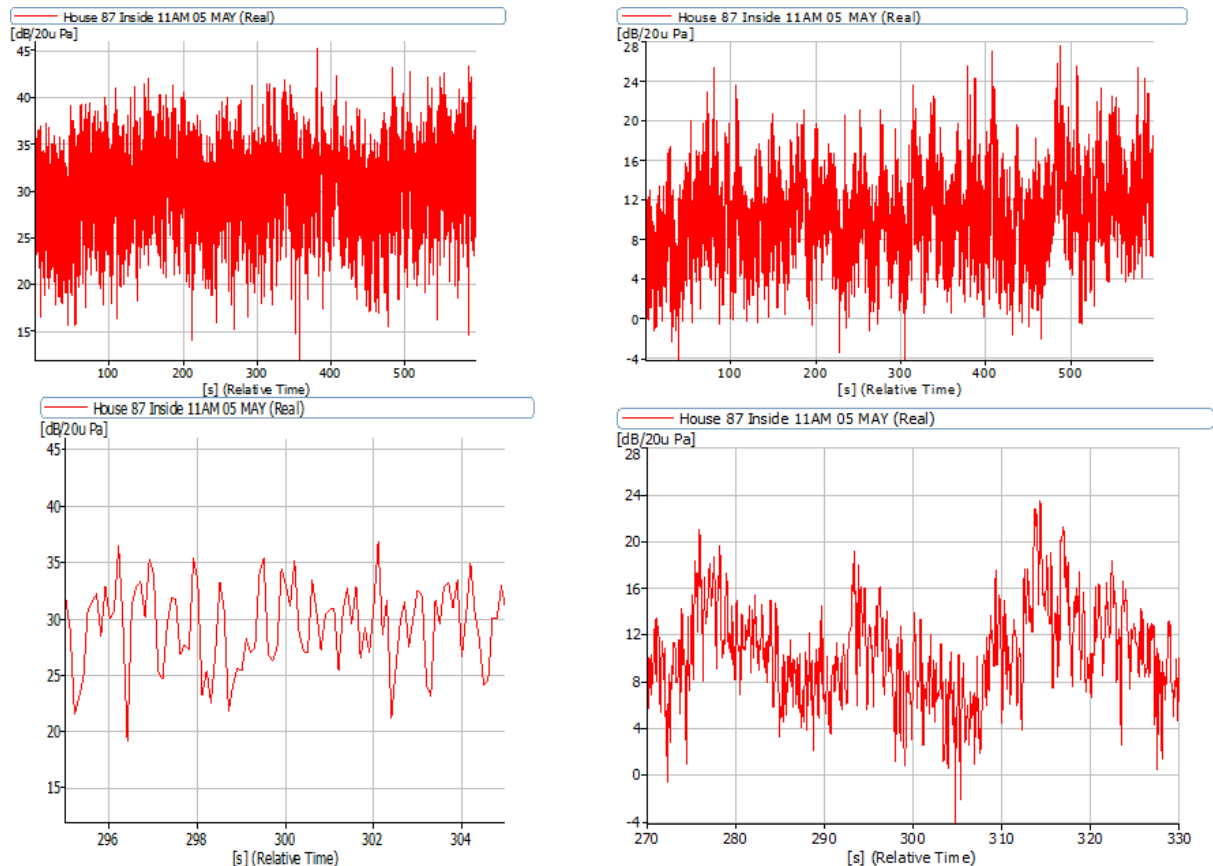 House 87 Inside 11AM 05 MAY (Real)
[dB/20u Pa]
45
40
35
30
25
20
15
100 200 300 400 500
[s] (Relative Time)
House 87 Inside 11AM 05 MAY (Real)
[dB/20u Pa]
28
24
20
16
12
8
4
0
-4
100 200 300 400 500
[s] (Relative Time)
House 87 Inside 11AM 05 MAY (Real)
[dB/20u Pa]
45
40
35
30
25
20
15
296 298 300 302 304
[s] (Relative Time)
House 87 Inside 11AM 05 MAY (Real)
[dB/20u Pa]
28
24
20
16
12
8
4
0
-4
270 280 290 300 310 320 330
[s] (Relative Time)